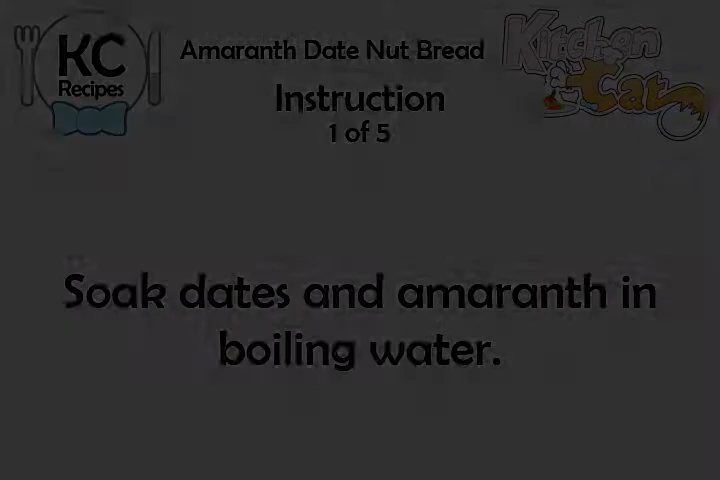 KC
Recipes
Amaranth Date Nut Bread
Kitchen
Cat
Instruction
1 of 5
Soak dates and amaranth in
boiling water.